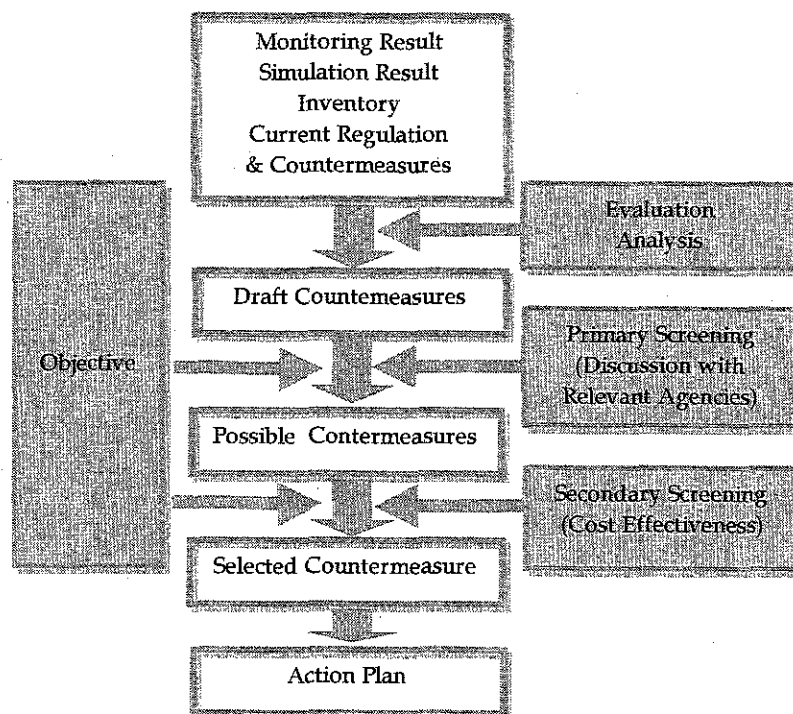 Monitoring Result
Simulation Result
Inventory
Current Regulation
& Countermeasures
Evaluation
Analysis
Draft Countemeasures
Objective
Primary Screening
(Discussion with
Relevant Agencies)
Possible Contermeasures
Secondary Screening
(Cost Effectiveness)
Selected Countermeasure
Action Plan